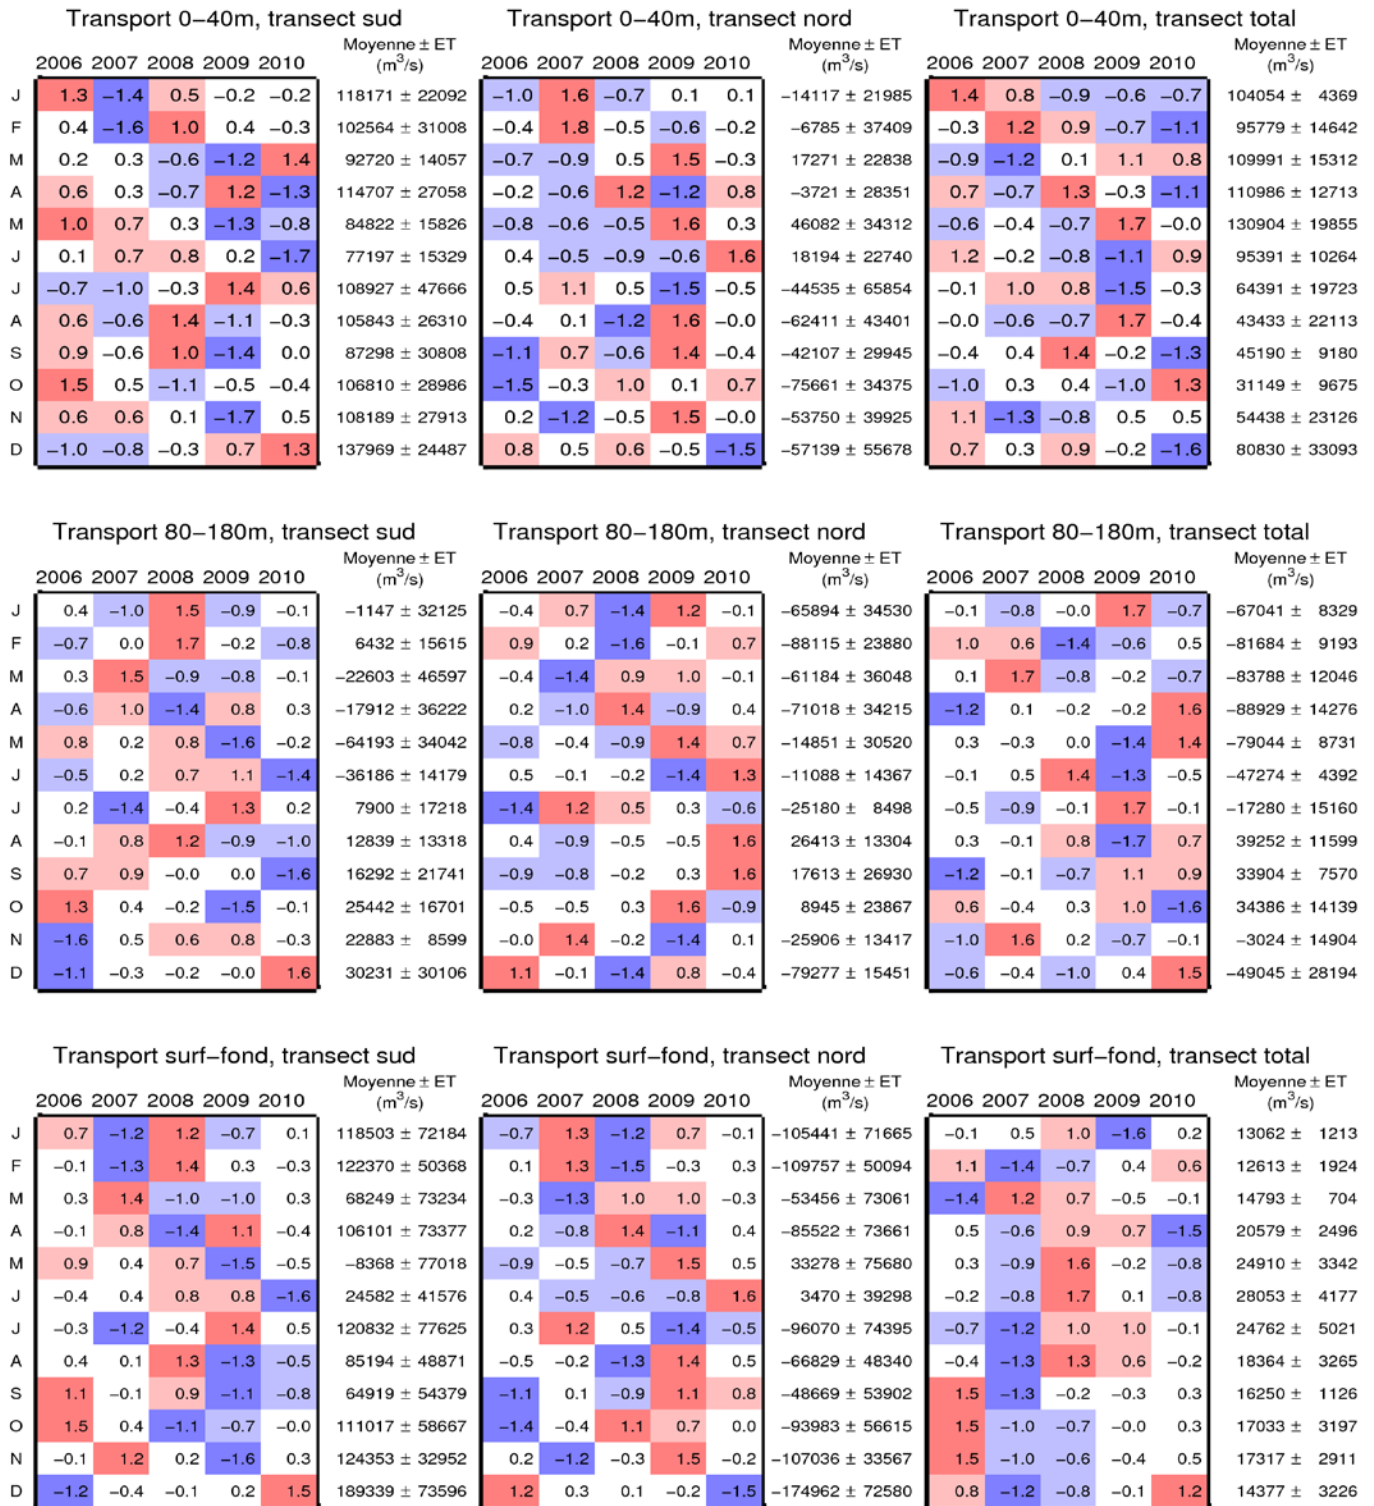 Transport 0−40m, transect sud Transport 0−40m, transect nord Transport 0−40m, transect total
Moyenne ± ET Moyenne ± ET Moyenne ± ET
2006 2007 2008 2009 2010 (m³/s) 2006 2007 2008 2009 2010 (m³/s) 2006 2007 2008 2009 2010 (m³/s)
J 1.3 −1.4 0.5 −0.2 −0.2 118171 ± 22092 −1.0 1.6 −0.7 0.1 0.1 −14117 ± 21985 1.4 0.8 −0.9 −0.6 −0.7 104054 ± 4369
F 0.4 −1.6 1.0 0.4 −0.3 102564 ± 31008 −0.4 1.8 −0.5 −0.6 −0.2 −6785 ± 37409 −0.3 1.2 0.9 −0.7 −1.1 95779 ± 14642
M 0.2 0.3 −0.6 −1.2 1.4 92720 ± 14057 −0.7 −0.9 0.5 1.5 −0.3 17271 ± 22838 −0.9 −1.2 0.1 1.1 0.8 109991 ± 15312
A 0.6 0.3 −0.7 1.2 −1.3 114707 ± 27058 −0.2 −0.6 1.2 −1.2 0.8 −3721 ± 28351 0.7 −0.7 1.3 −0.3 −1.1 110986 ± 12713
M 1.0 0.7 0.3 −1.3 −0.8 84822 ± 15826 −0.8 −0.6 −0.5 1.6 0.3 46082 ± 34312 −0.6 −0.4 −0.7 1.7 −0.0 130904 ± 19855
J 0.1 0.7 0.8 0.2 −1.7 77197 ± 15329 0.4 −0.5 −0.9 −0.6 1.6 18194 ± 22740 1.2 −0.2 −0.8 −1.1 0.9 95391 ± 10264
J −0.7 −1.0 −0.3 1.4 0.6 108927 ± 47666 0.5 1.1 0.5 −1.5 −0.5 −44535 ± 65854 −0.1 1.0 0.8 −1.5 −0.3 64391 ± 19723
A 0.6 −0.6 1.4 −1.1 −0.3 105843 ± 26310 −0.4 0.1 −1.2 1.6 −0.0 −62411 ± 43401 −0.0 −0.6 −0.7 1.7 −0.4 43433 ± 22113
S 0.9 −0.6 1.0 −1.4 0.0 87298 ± 30808 −1.1 0.7 −0.6 1.4 −0.4 −42107 ± 29945 −0.4 0.4 1.4 −0.2 −1.3 45190 ± 9180
O 1.5 0.5 −1.1 −0.5 −0.4 106810 ± 28986 −1.5 −0.3 1.0 0.1 0.7 −75661 ± 34375 −1.0 0.3 0.4 −1.0 1.3 31149 ± 9675
N 0.6 0.6 0.1 −1.7 0.5 108189 ± 27913 0.2 −1.2 −0.5 1.5 −0.0 −53750 ± 39925 1.1 −1.3 −0.8 0.5 0.5 54438 ± 23126
D −1.0 −0.8 −0.3 0.7 1.3 137969 ± 24487 0.8 0.5 0.6 −0.5 −1.5 −57139 ± 55678 0.7 0.3 0.9 −0.2 −1.6 80830 ± 33093
Transport 80−180m, transect sud Transport 80−180m, transect nord Transport 80−180m, transect total
Moyenne ± ET Moyenne ± ET Moyenne ± ET
2006 2007 2008 2009 2010 (m³/s) 2006 2007 2008 2009 2010 (m³/s) 2006 2007 2008 2009 2010 (m³/s)
J 0.4 −1.0 1.5 −0.9 −0.1 −1147 ± 32125 −0.4 0.7 −1.4 1.2 −0.1 −65894 ± 34530 −0.1 −0.8 −0.0 1.7 −0.7 −67041 ± 8329
F −0.7 0.0 1.7 −0.2 −0.8 6432 ± 15615 0.9 0.2 −1.6 −0.1 0.7 −88115 ± 23880 1.0 0.6 −1.4 −0.6 0.5 −81684 ± 9193
M 0.3 1.5 −0.9 −0.8 −0.1 −22603 ± 46597 −0.4 −1.4 0.9 1.0 −0.1 −61184 ± 36048 0.1 1.7 −0.8 −0.2 −0.7 −83788 ± 12046
A −0.6 1.0 −1.4 0.8 0.3 −17912 ± 36222 0.2 −1.0 1.4 −0.9 0.4 −71018 ± 34215 −1.2 0.1 −0.2 −0.2 1.6 −88929 ± 14276
M 0.8 0.2 0.8 −1.6 −0.2 −64193 ± 34042 −0.8 −0.4 −0.9 1.4 0.7 −14851 ± 30520 0.3 −0.3 0.0 −1.4 1.4 −79044 ± 8731
J −0.5 0.2 0.7 1.1 −1.4 −36186 ± 14179 0.5 −0.1 −0.2 −1.4 1.3 −11088 ± 14367 −0.1 0.5 1.4 −1.3 −0.5 −47274 ± 4392
J 0.2 −1.4 −0.4 1.3 0.2 7900 ± 17218 −1.4 1.2 0.5 0.3 −0.6 −25180 ± 8498 −0.5 −0.9 −0.1 1.7 −0.1 −17280 ± 15160
A −0.1 0.8 1.2 −0.9 −1.0 12839 ± 13318 0.4 −0.9 −0.5 −0.5 1.6 26413 ± 13304 0.3 −0.1 0.8 −1.7 0.7 39252 ± 11599
S 0.7 0.9 −0.0 0.0 −1.6 16292 ± 21741 −0.9 −0.8 −0.2 0.3 1.6 17613 ± 26930 −1.2 −0.1 −0.7 1.1 0.9 33904 ± 7570
O 1.3 0.4 −0.2 −1.5 −0.1 25442 ± 16701 −0.5 −0.5 0.3 1.6 −0.9 8945 ± 23867 0.6 −0.4 0.3 1.0 −1.6 34386 ± 14139
N −1.6 0.5 0.6 0.8 −0.3 22883 ± 8599 −0.0 1.4 −0.2 −1.4 0.1 −25906 ± 13417 −1.0 1.6 0.2 −0.7 −0.1 −3024 ± 14904
D −1.1 −0.3 −0.2 −0.0 1.6 30231 ± 30106 1.1 −0.1 −1.4 0.8 −0.4 −79277 ± 15451 −0.6 −0.4 −1.0 0.4 1.5 −49045 ± 28194
Transport surf−fond, transect sud Transport surf−fond, transect nord Transport surf−fond, transect total
Moyenne ± ET Moyenne ± ET Moyenne ± ET
2006 2007 2008 2009 2010 (m³/s) 2006 2007 2008 2009 2010 (m³/s) 2006 2007 2008 2009 2010 (m³/s)
J 0.7 −1.2 1.2 −0.7 0.1 118503 ± 72184 −0.7 1.3 −1.2 0.7 −0.1 −105441 ± 71665 −0.1 0.5 1.0 −1.6 0.2 13062 ± 1213
F −0.1 −1.3 1.4 0.3 −0.3 122370 ± 50368 0.1 1.3 −1.5 −0.3 0.3 −109757 ± 50094 1.1 −1.4 −0.7 0.4 0.6 12613 ± 1924
M 0.3 1.4 −1.0 −1.0 0.3 68249 ± 73234 −0.3 −1.3 1.0 1.0 −0.3 −53456 ± 73061 −1.4 1.2 0.7 −0.5 −0.1 14793 ± 704
A −0.1 0.8 −1.4 1.1 −0.4 106101 ± 73377 0.2 −0.8 1.4 −1.1 0.4 −85522 ± 73661 0.5 −0.6 0.9 0.7 −1.5 20579 ± 2496
M 0.9 0.4 0.7 −1.5 −0.5 −8368 ± 77018 −0.9 −0.5 −0.7 1.5 0.5 33278 ± 75680 0.3 −0.9 1.6 −0.2 −0.8 24910 ± 3342
J −0.4 0.4 0.8 0.8 −1.6 24582 ± 41576 0.4 −0.5 −0.6 −0.8 1.6 3470 ± 39298 −0.2 −0.8 1.7 0.1 −0.8 28053 ± 4177
J −0.3 −1.2 −0.4 1.4 0.5 120832 ± 77625 0.3 1.2 0.5 −1.4 −0.5 −96070 ± 74395 −0.7 −1.2 1.0 1.0 −0.1 24762 ± 5021
A 0.4 0.1 1.3 −1.3 −0.5 85194 ± 48871 −0.5 −0.2 −1.3 1.4 0.5 −66829 ± 48340 −0.4 −1.3 1.3 0.6 −0.2 18364 ± 3265
S 1.1 −0.1 0.9 −1.1 −0.8 64919 ± 54379 −1.1 0.1 −0.9 1.1 0.8 −48669 ± 53902 1.5 −1.3 −0.2 −0.3 0.3 16250 ± 1126
O 1.5 0.4 −1.1 −0.7 −0.0 111017 ± 58667 −1.4 −0.4 1.1 0.7 0.0 −93983 ± 56615 1.5 −1.0 −0.7 −0.0 0.3 17033 ± 3197
N −0.1 1.2 0.2 −1.6 0.3 124353 ± 32952 0.2 −1.2 −0.3 1.5 −0.2 −107036 ± 33567 1.5 −1.0 −0.6 −0.4 0.5 17317 ± 2911
D −1.2 −0.4 −0.1 0.2 1.5 189339 ± 73596 1.2 0.3 0.1 −0.2 −1.5 −174962 ± 72580 0.8 −1.2 −0.8 −0.1 1.2 14377 ± 3226